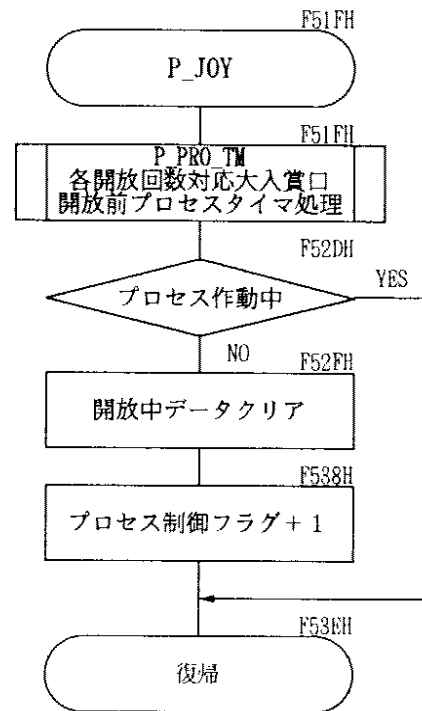 F51FH
P_JOY
F51FH
P_PRO_TM
各開放回数対応大入賞口
開放前プロセスタイマ処理
F52DH
プロセス作動中
YES
NO
F52FH
開放中データクリア
F538H
プロセス制御フラグ+1
F53EH
復帰